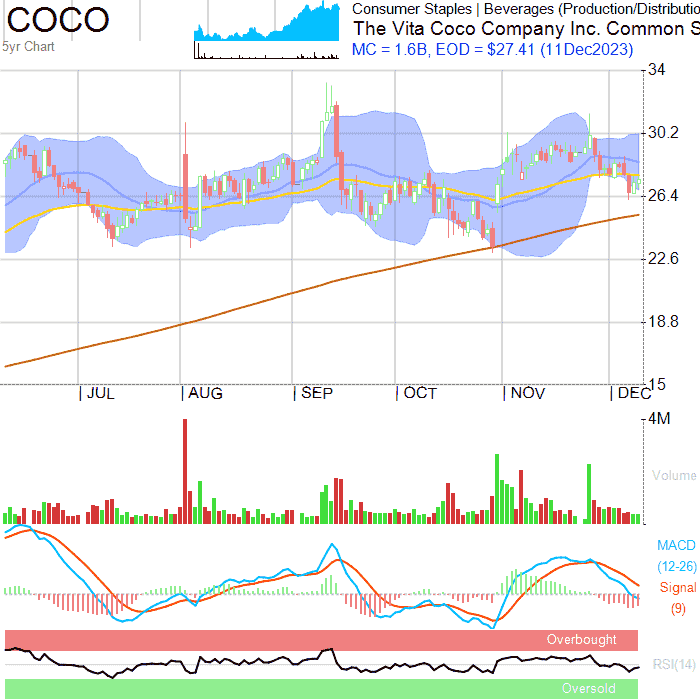 COCO
5yr Chart
Consumer Staples | Beverages (Production/Distributio
The Vita Coco Company Inc. Common S
MC = 1.6B, EOD = $27.41 (11Dec2023)
34
30.2
26.4
22.6
18.8
15
JUL
AUG
SEP
OCT
NOV
DEC
4M
Volume
MACD
(12-26)
Signal
(9)
Overbought
RSI(14)
Oversold